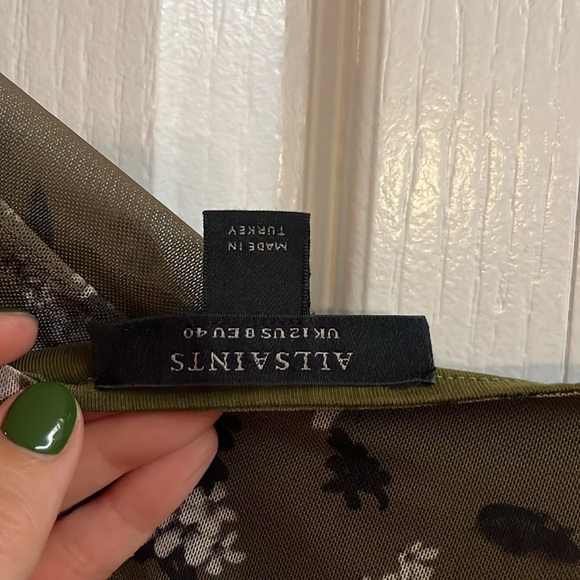 ALLSAINTS
UK12 US 8 EU 40
MADE IN
TURKEY